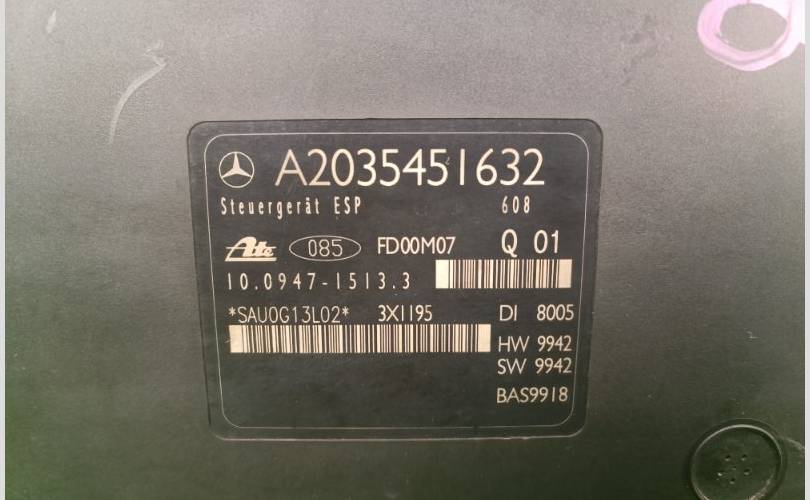 A2035451632
Steuergerät ESP 608
Ate 085 FD00M07 Q 01
10.0947-1513.3
*SAU0G13L02* 3X1195 DI 8005
HW 9942
SW 9942
BAS9918